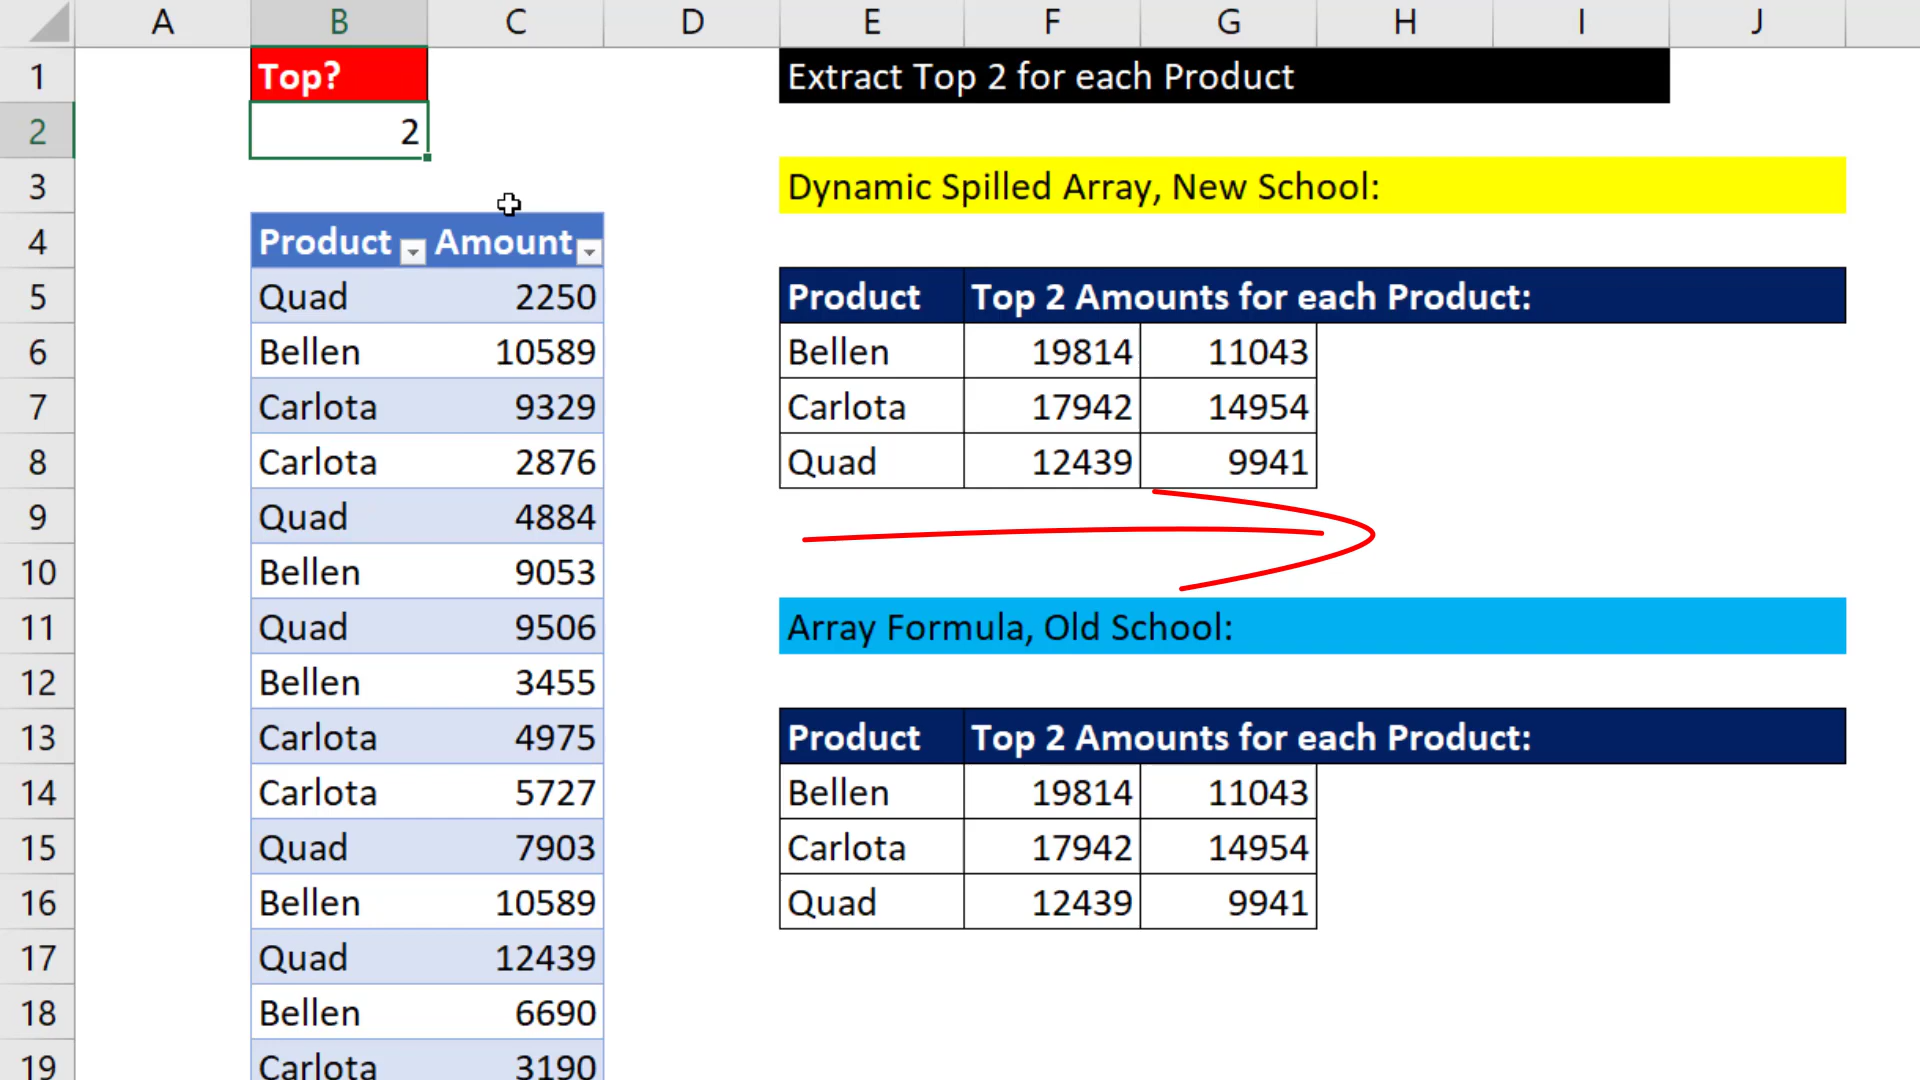 A B C D E F G H I J
1 Top? Extract Top 2 for each Product
2 2
3 Dynamic Spilled Array, New School:
4 Product Amount
5 Quad 2250 Product Top 2 Amounts for each Product:
6 Bellen 10589 Bellen 19814 11043
7 Carlota 9329 Carlota 17942 14954
8 Carlota 2876 Quad 12439 9941
9 Quad 4884
10 Bellen 9053
11 Quad 9506 Array Formula, Old School:
12 Bellen 3455
13 Carlota 4975 Product Top 2 Amounts for each Product:
14 Carlota 5727 Bellen 19814 11043
15 Quad 7903 Carlota 17942 14954
16 Bellen 10589 Quad 12439 9941
17 Quad 12439
18 Bellen 6690
19 Carlota 3190